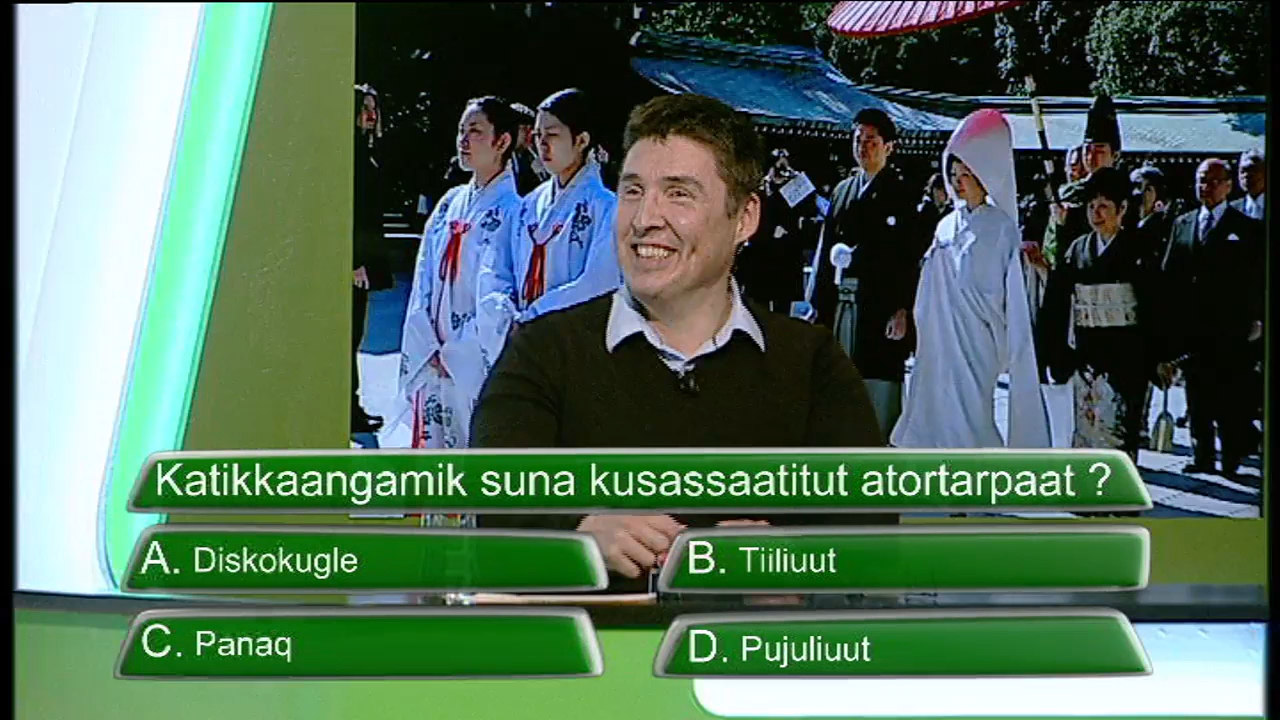 Katikkaangamik suna kusassaatitut atortarpaat ?
A. Diskokugle
B. Tiiliuut
C. Panaq
D. Pujuliuut